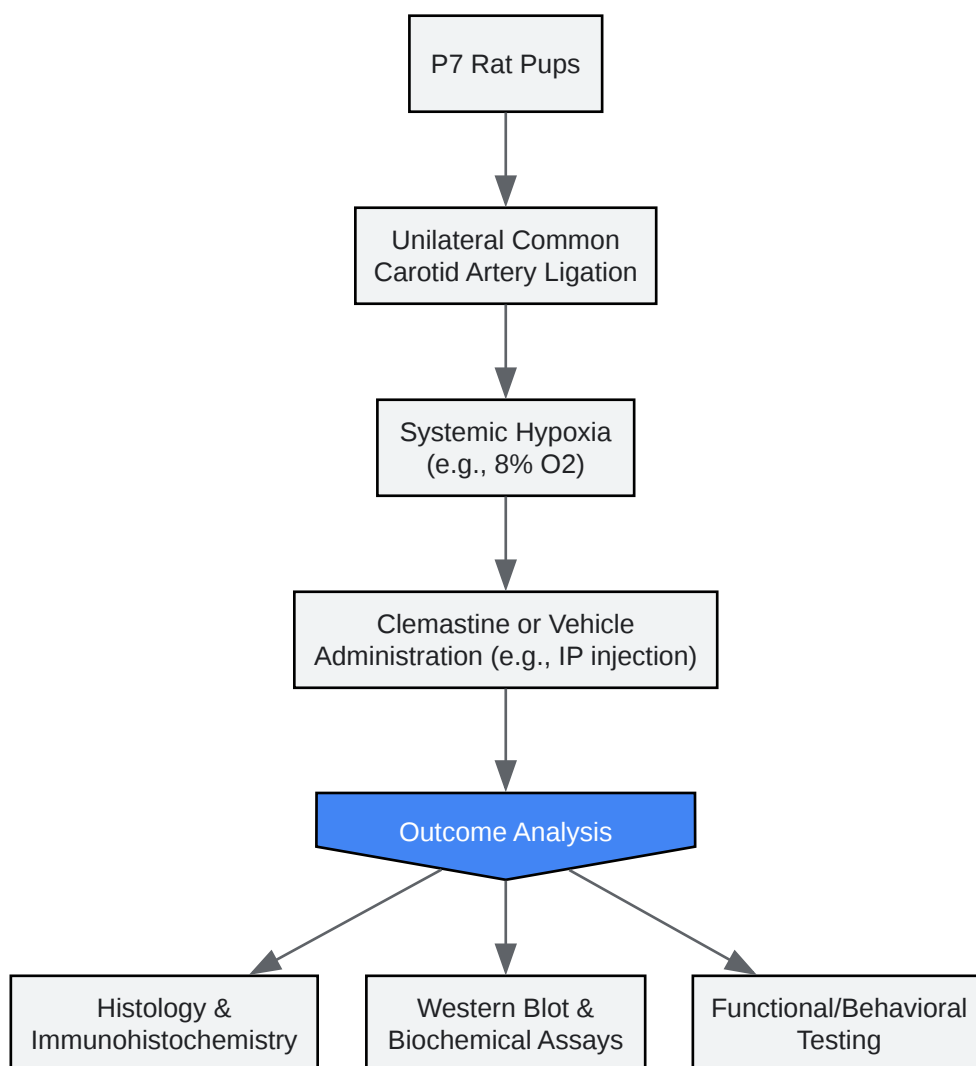 P7 Rat Pups
Unilateral Common
Carotid Artery Ligation
Systemic Hypoxia
(e.g., 8% O2)
Clemastine or Vehicle
Administration (e.g., IP injection)
Outcome Analysis
Histology &
Immunohistochemistry
Western Blot &
Biochemical Assays
Functional/Behavioral
Testing